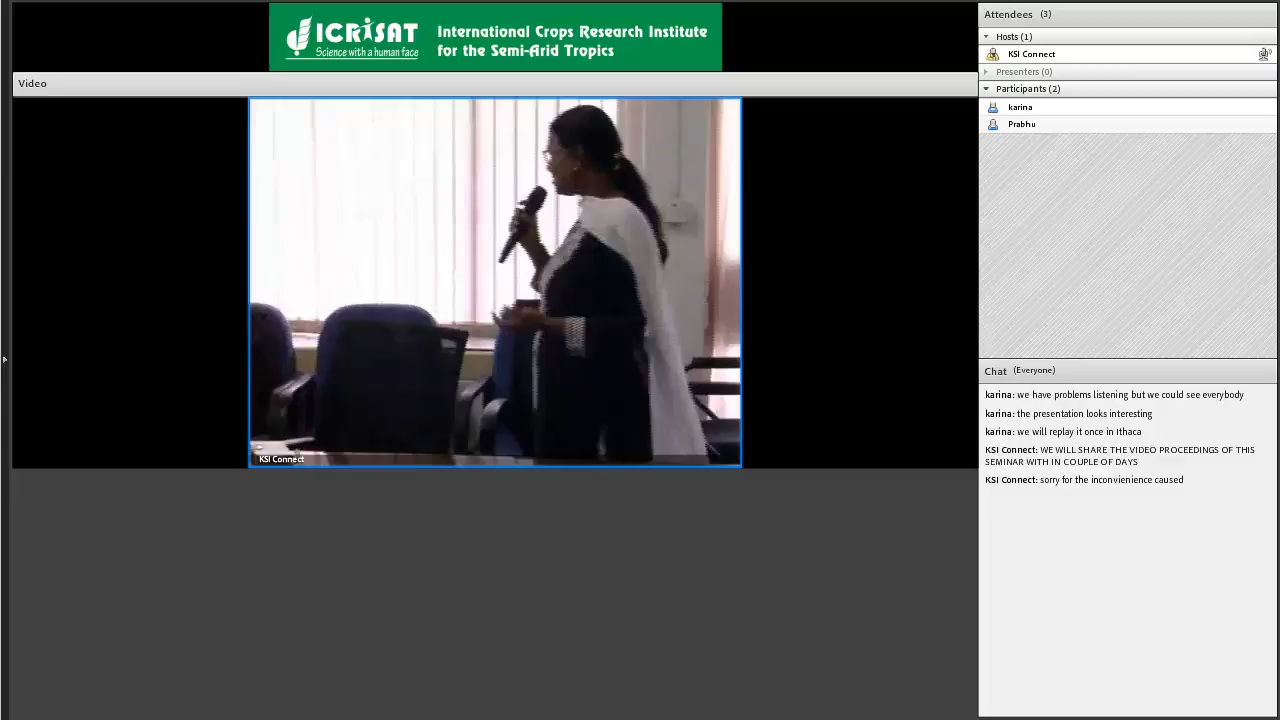 ICRISAT
Science with a human face
International Crops Research Institute
for the Semi-Arid Tropics
Video
KSI Connect
Attendees (3)
Hosts (1)
KSI Connect
Presenters (0)
Participants (2)
karina
Prabhu
Chat (Everyone)
karina: we have problems listening but we could see everybody
karina: the presentation looks interesting
karina: we will replay it once in Ithaca
KSI Connect: WE WILL SHARE THE VIDEO PROCEEDINGS OF THIS
SEMINAR WITH IN COUPLE OF DAYS
KSI Connect: sorry for the inconvienience caused